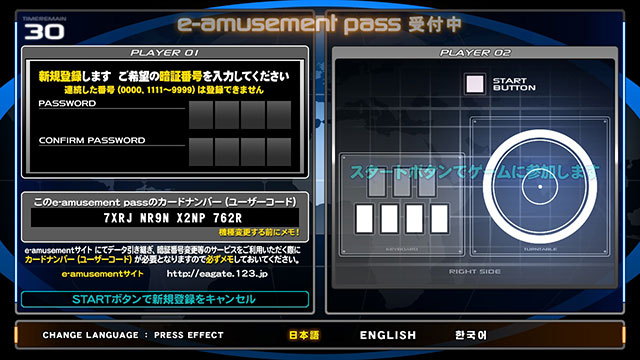 TIME REMAIN
30
e-amusement pass 受付中
PLAYER 01
新規登録します ご希望の暗証番号を入力してください
連続した番号 (0000、1111～9999) は登録できません
PASSWORD
CONFIRM PASSWORD
このe-amusement passのカードナンバー (ユーザーコード)
7XRJ NR9N X2NP 762R
機種変更する前にメモ!
e-amusementサイト にてデータ引き継ぎ、暗証番号変更等のサービスをご利用いただく際に
カードナンバー (ユーザーコード) が必要となりますので必ずメモしておいてください。
e-amusementサイト http://eagate.123.jp
STARTボタンで新規登録をキャンセル
PLAYER 02
START
BUTTON
スタートボタンでゲームに参加します
KEYBOARD
TURNTABLE
RIGHT SIDE
CHANGE LANGUAGE : PRESS EFFECT
日本語
ENGLISH
한국어